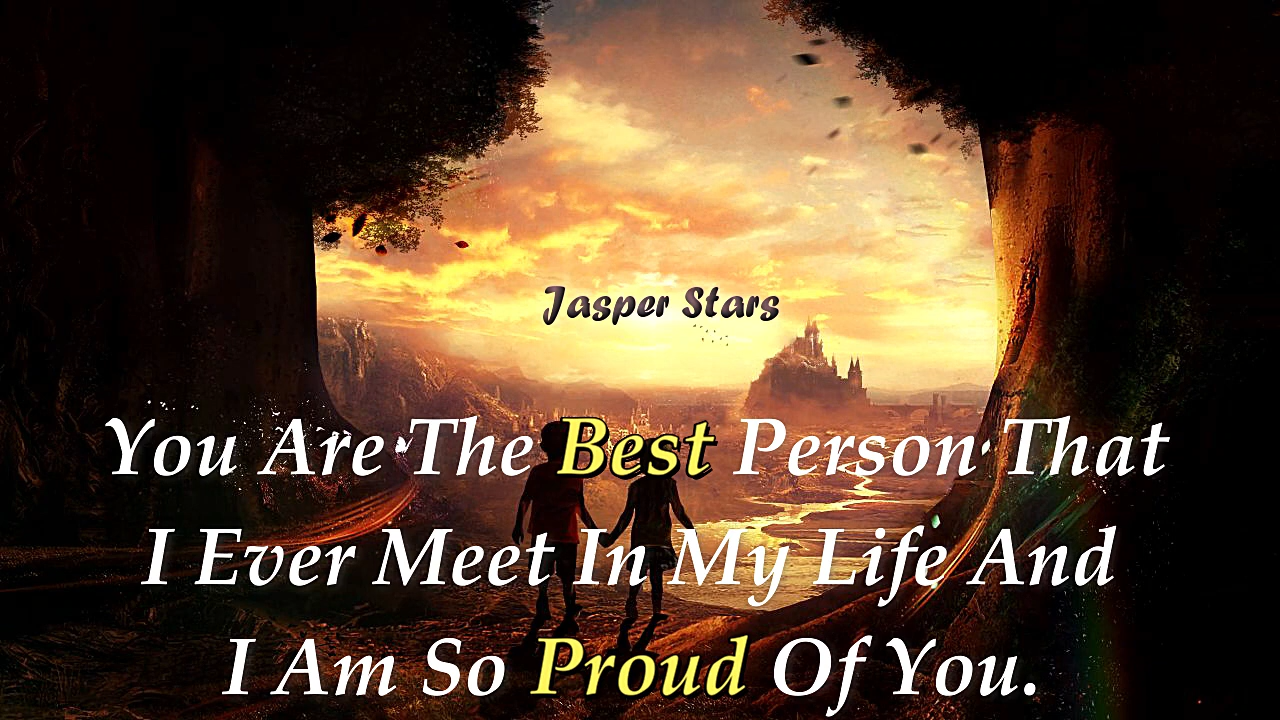 Jasper Stars
You Are The Best Person That
I Ever Meet In My Life And
I Am So Proud Of You.